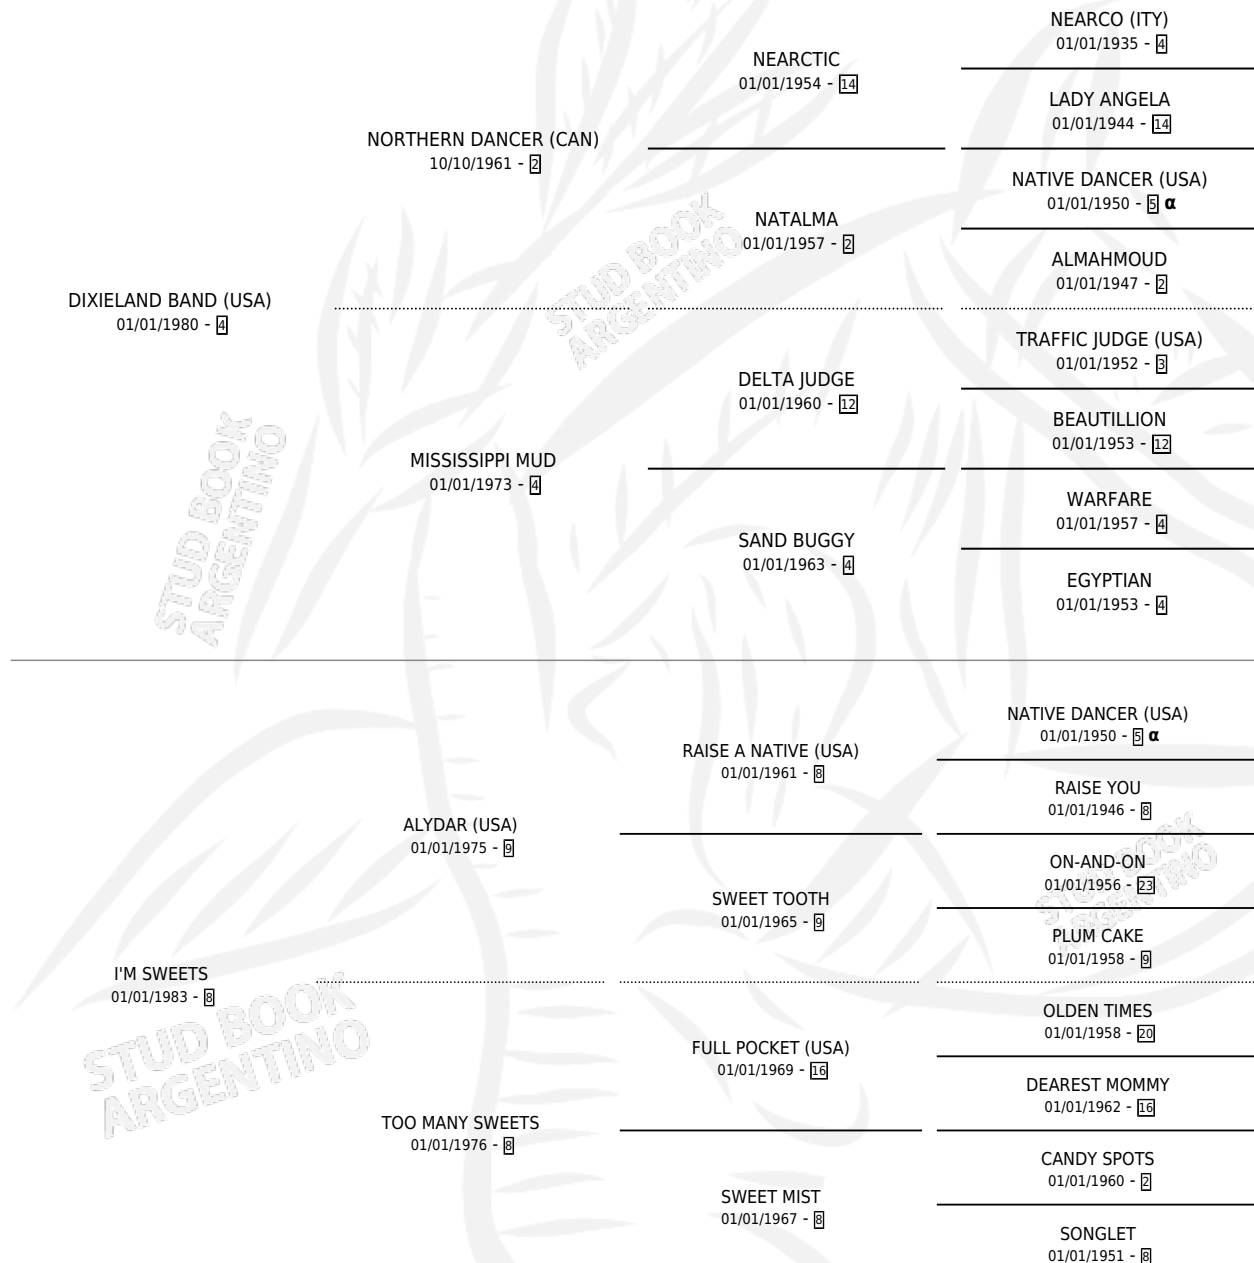 NEARCO (ITY)
01/01/1935 - 4
NEARCTIC
01/01/1954 - 14
LADY ANGELA
01/01/1944 - 14
NORTHERN DANCER (CAN)
10/10/1961 - 2
NATIVE DANCER (USA)
01/01/1950 - 5 α
NATALMA
01/01/1957 - 2
ALMAHMOUD
01/01/1947 - 2
DIXIELAND BAND (USA)
01/01/1980 - 4
TRAFFIC JUDGE (USA)
01/01/1952 - 3
DELTA JUDGE
01/01/1960 - 12
BEAUTILLION
01/01/1953 - 12
MISSISSIPPI MUD
01/01/1973 - 4
WARFARE
01/01/1957 - 4
SAND BUGGY
01/01/1963 - 4
EGYPTIAN
01/01/1953 - 4
NATIVE DANCER (USA)
01/01/1950 - 5 α
RAISE A NATIVE (USA)
01/01/1961 - 8
RAISE YOU
01/01/1946 - 8
ALYDAR (USA)
01/01/1975 - 9
ON-AND-ON
01/01/1956 - 23
SWEET TOOTH
01/01/1965 - 9
PLUM CAKE
01/01/1958 - 9
I'M SWEETS
01/01/1983 - 8
OLDEN TIMES
01/01/1958 - 20
FULL POCKET (USA)
01/01/1969 - 16
DEAREST MOMMY
01/01/1962 - 16
TOO MANY SWEETS
01/01/1976 - 8
CANDY SPOTS
01/01/1960 - 2
SWEET MIST
01/01/1967 - 8
SONGLET
01/01/1951 - 8
STUD BOOK
ARGENTINO
STUD BOOK
ARGENTINO
STUD BOOK
ARGENTINO
STUD BOOK
ARGENTINO